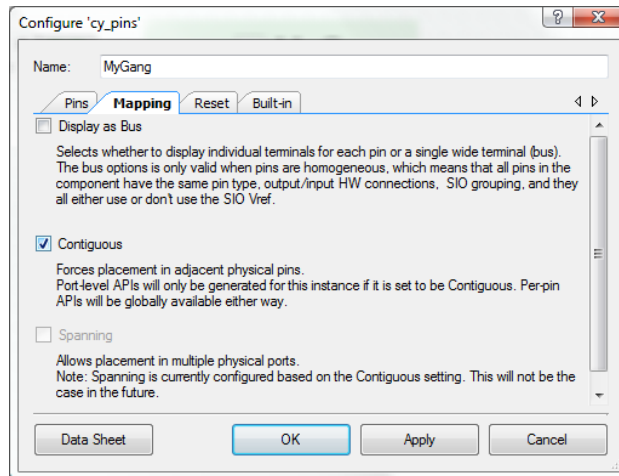 Configure 'cy_pins'
Name: MyGang
Pins Mapping Reset Built-in
Display as Bus
Selects whether to display individual terminals for each pin or a single wide terminal (bus).
The bus options is only valid when pins are homogeneous, which means that all pins in the
component have the same pin type, output/input HW connections, SIO grouping, and they
all either use or don't use the SIO Vref.
Contiguous
Forces placement in adjacent physical pins.
Port-level APIs will only be generated for this instance if it is set to be Contiguous. Per-pin
APIs will be globally available either way.
Spanning
Allows placement in multiple physical ports.
Note: Spanning is currently configured based on the Contiguous setting. This will not be the
case in the future.
Data Sheet OK Apply Cancel